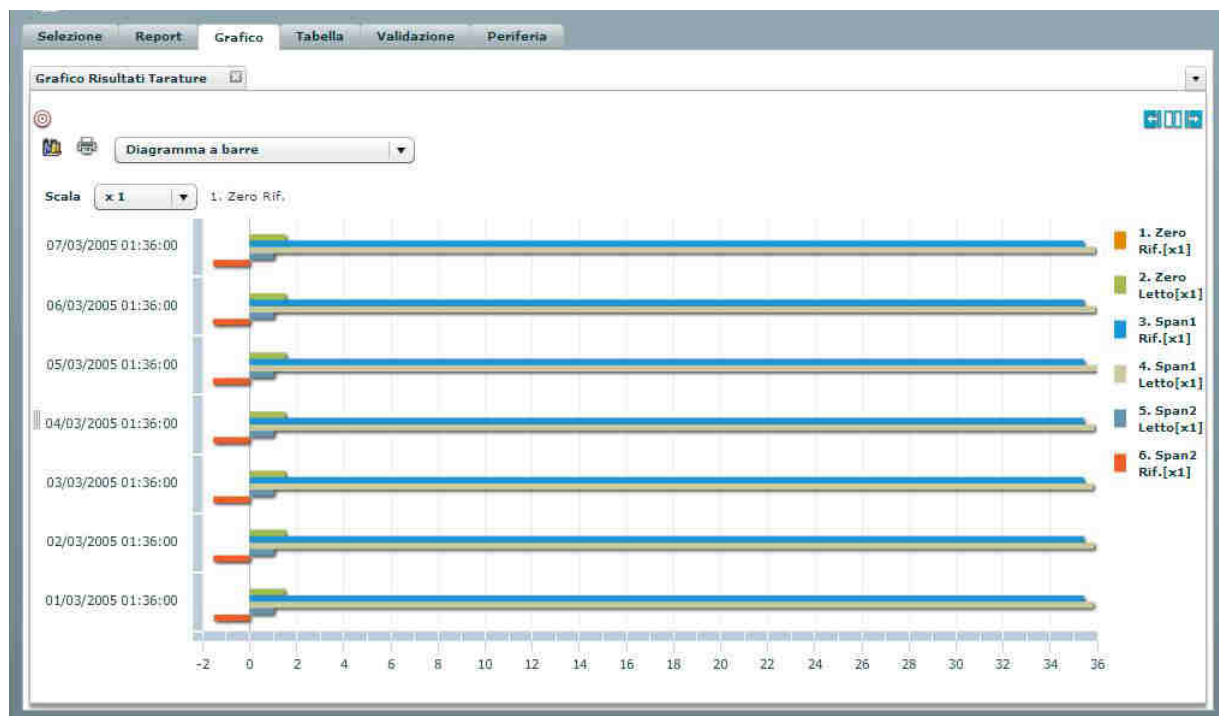 Selezione Report Grafico Tabella Validazione Periferia
Grafico Risultati Tarature
Diagramma a barre
Scala x 1 1. Zero Rif.
07/03/2005 01:36:00
06/03/2005 01:36:00
05/03/2005 01:36:00
04/03/2005 01:36:00
03/03/2005 01:36:00
02/03/2005 01:36:00
01/03/2005 01:36:00
-2 0 2 4 6 8 10 12 14 16 18 20 22 24 26 28 30 32 34 36
1. Zero
Rif.[x1]
2. Zero
Letto[x1]
3. Span1
Rif.[x1]
4. Span1
Letto[x1]
5. Span2
Letto[x1]
6. Span2
Rif.[x1]